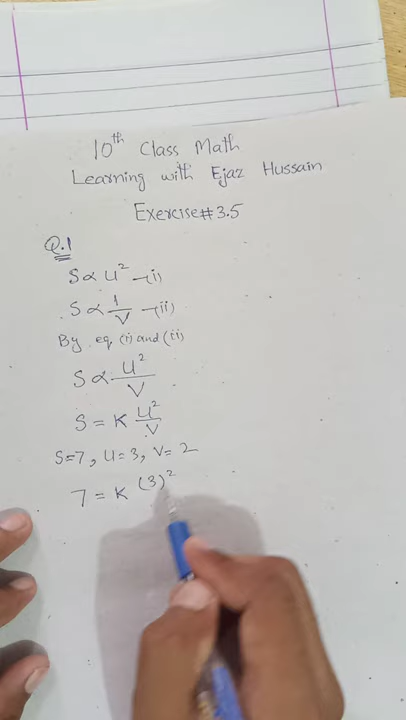 10th Class Math
Learning with Ejaz Hussain
Exercise#3.5
Q.1
S∝U² —(i)
S∝1/V —(ii)
By eq (i) and (ii)
S∝U²/V
S = K U²/V
S=7, U=3, V=2
7 = K (3)²